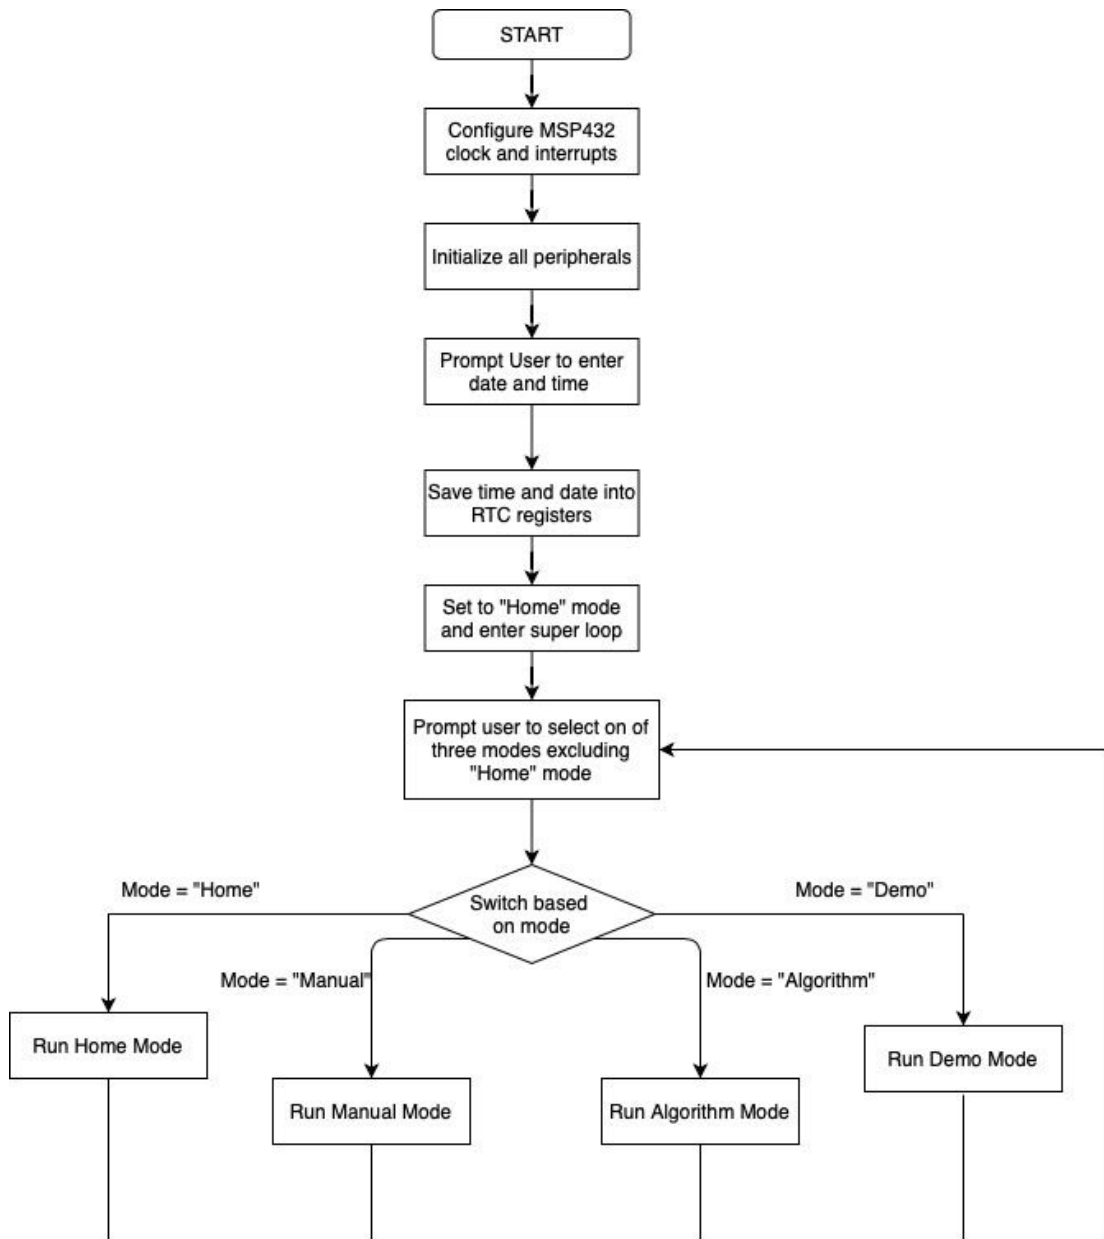 START
Configure MSP432
clock and interrupts
Initialize all peripherals
Prompt User to enter
date and time
Save time and date into
RTC registers
Set to "Home" mode
and enter super loop
Prompt user to select on of
three modes excluding
"Home" mode
Mode = "Home"
Switch based
on mode
Mode = "Demo"
Mode = "Manual"
Mode = "Algorithm"
Run Home Mode
Run Demo Mode
Run Manual Mode
Run Algorithm Mode